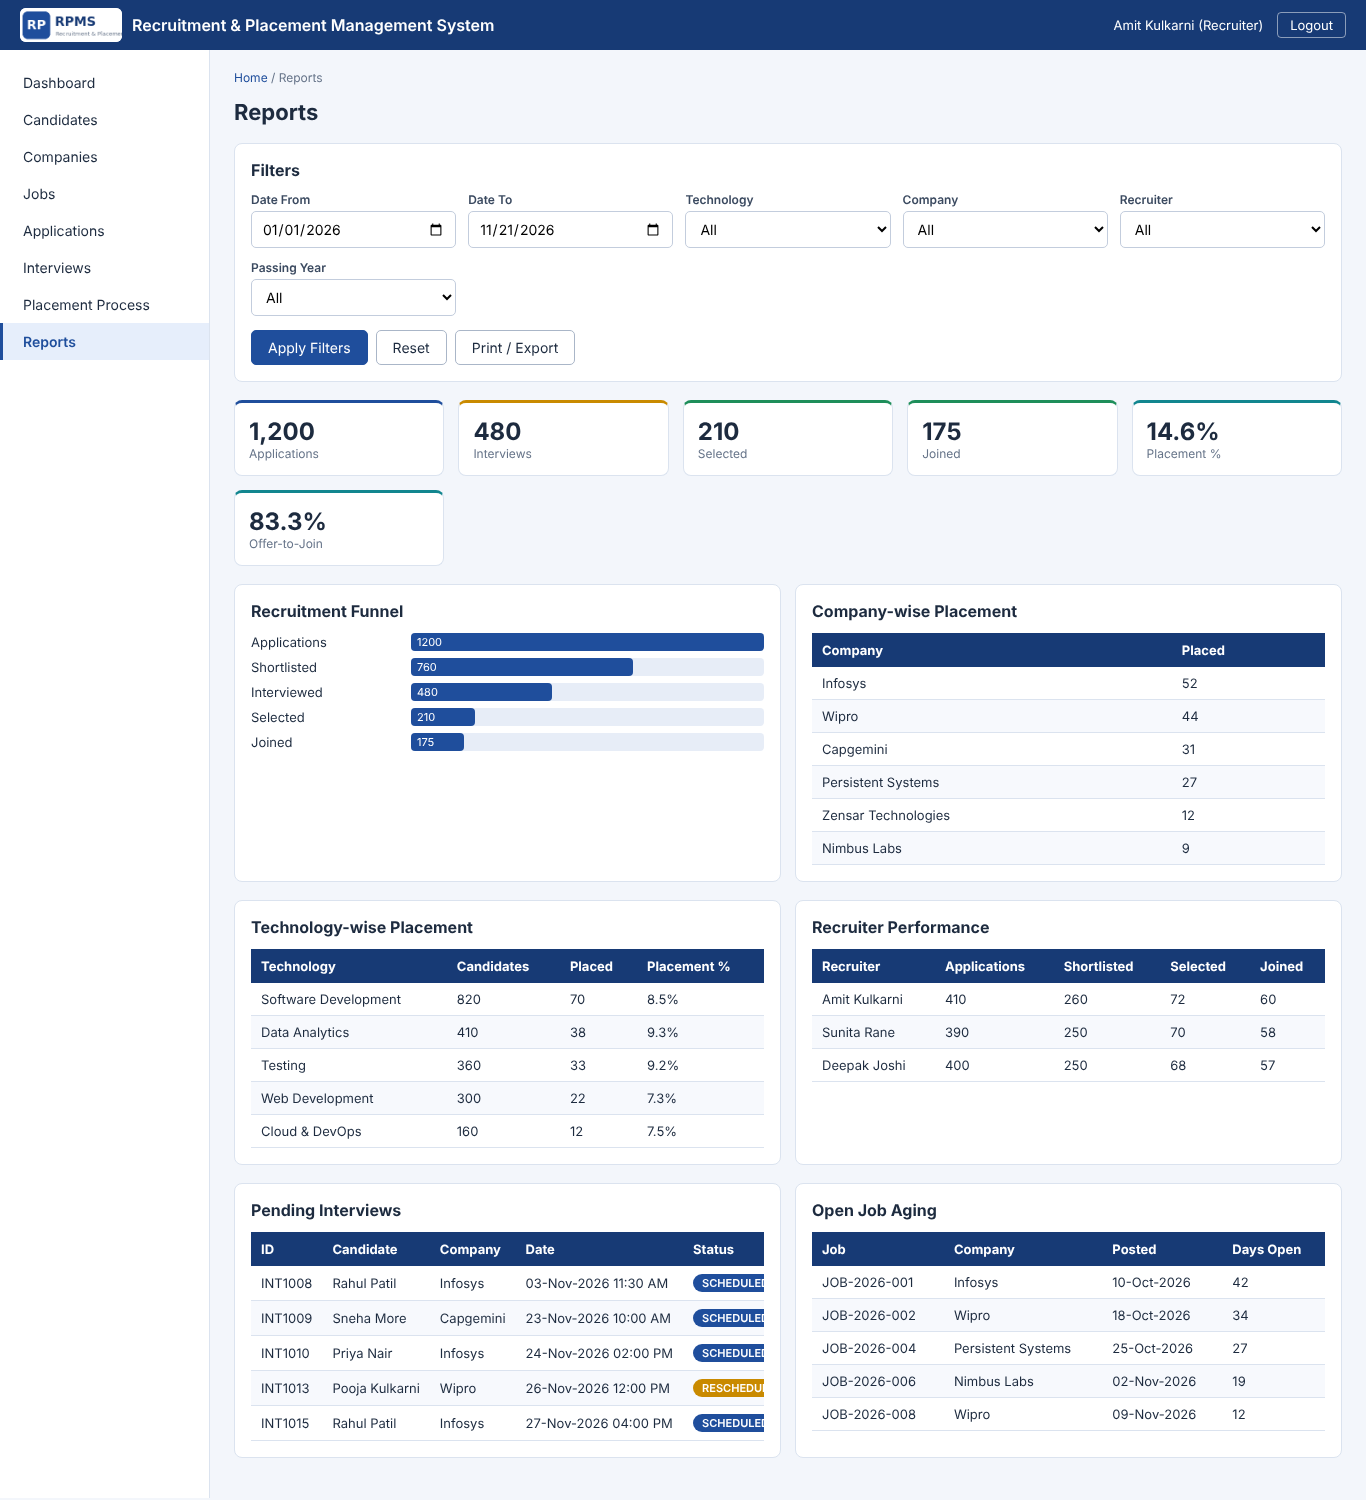 RP RPMS
Recruitment & Placement Management System
Amit Kulkarni (Recruiter)
Logout
Dashboard
Candidates
Companies
Jobs
Applications
Interviews
Placement Process
Reports
Home / Reports
Reports
Filters
Date From Date To Technology Company Recruiter
01/01/2026 11/21/2026 All All All
Passing Year
All
Apply Filters Reset Print / Export
1,200
Applications
480
Interviews
210
Selected
175
Joined
14.6%
Placement %
83.3%
Offer-to-Join
Recruitment Funnel
Applications 1200
Shortlisted 760
Interviewed 480
Selected 210
Joined 175
Company-wise Placement
Company Placed
Infosys 52
Wipro 44
Capgemini 31
Persistent Systems 27
Zensar Technologies 12
Nimbus Labs 9
Technology-wise Placement
Technology Candidates Placed Placement %
Software Development 820 70 8.5%
Data Analytics 410 38 9.3%
Testing 360 33 9.2%
Web Development 300 22 7.3%
Cloud & DevOps 160 12 7.5%
Recruiter Performance
Recruiter Applications Shortlisted Selected Joined
Amit Kulkarni 410 260 72 60
Sunita Rane 390 250 70 58
Deepak Joshi 400 250 68 57
Pending Interviews
ID Candidate Company Date Status
INT1008 Rahul Patil Infosys 03-Nov-2026 11:30 AM SCHEDULED
INT1009 Sneha More Capgemini 23-Nov-2026 10:00 AM SCHEDULED
INT1010 Priya Nair Infosys 24-Nov-2026 02:00 PM SCHEDULED
INT1013 Pooja Kulkarni Wipro 26-Nov-2026 12:00 PM RESCHEDU
INT1015 Rahul Patil Infosys 27-Nov-2026 04:00 PM SCHEDULED
Open Job Aging
Job Company Posted Days Open
JOB-2026-001 Infosys 10-Oct-2026 42
JOB-2026-002 Wipro 18-Oct-2026 34
JOB-2026-004 Persistent Systems 25-Oct-2026 27
JOB-2026-006 Nimbus Labs 02-Nov-2026 19
JOB-2026-008 Wipro 09-Nov-2026 12